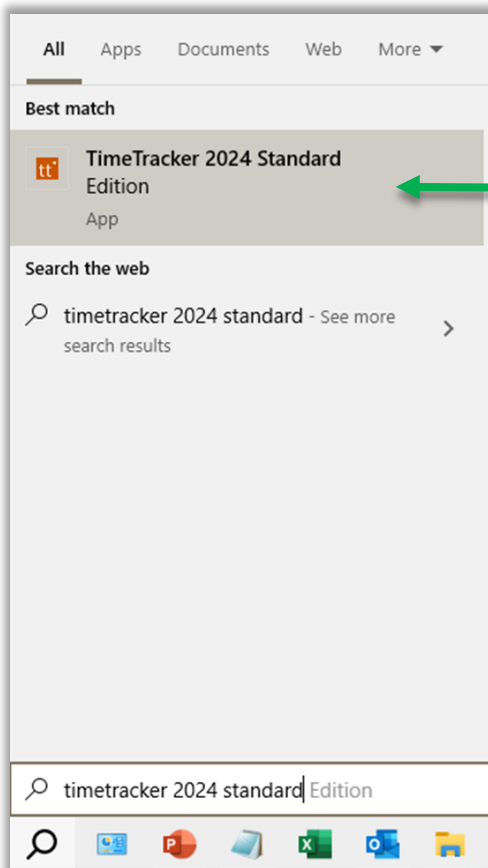 All Apps Documents Web More
Best match
tt
TimeTracker 2024 Standard
Edition
App
Search the web
timetracker 2024 standard - See more
search results
timetracker 2024 standard Edition
P X O